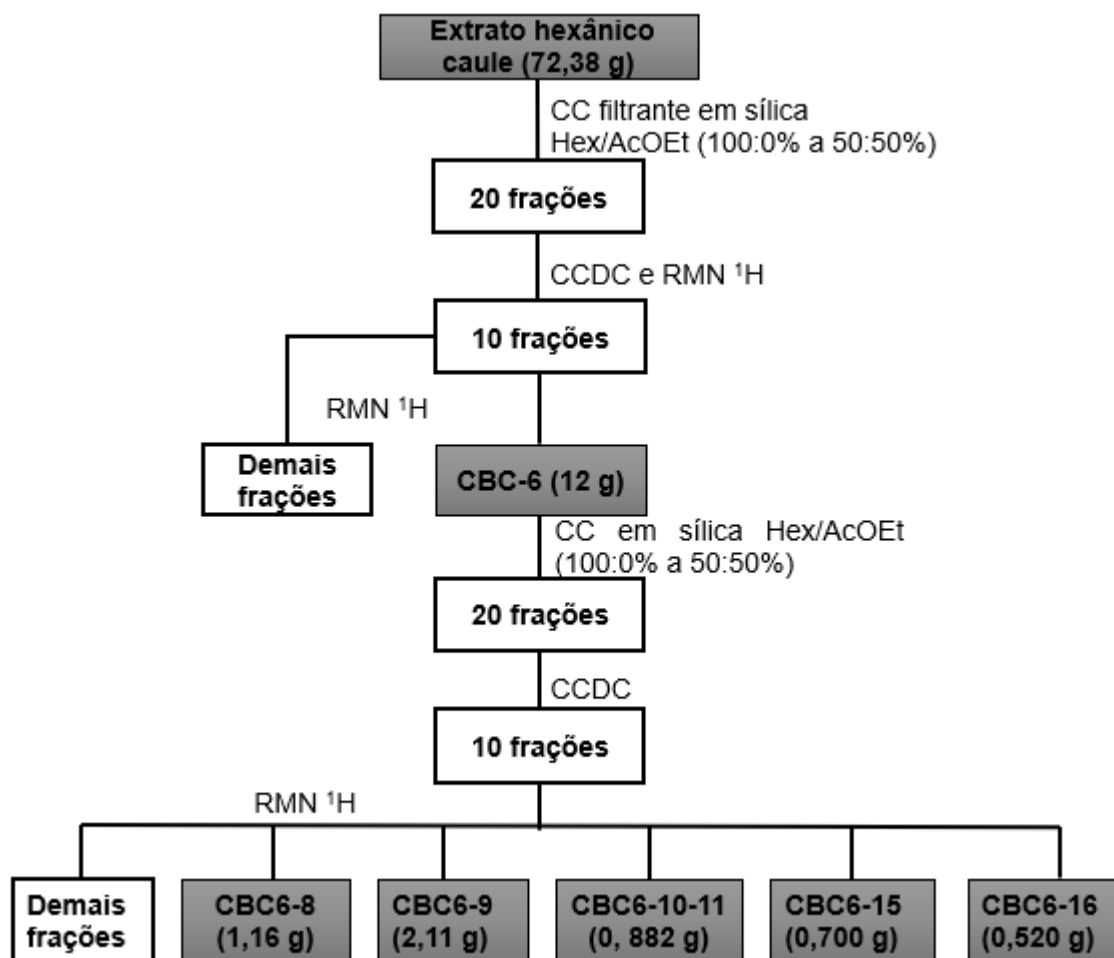 Extrato hexânico
caule (72,38 g)
CC filtrante em sílica
Hex/AcOEt (100:0% a 50:50%)
20 frações
CCDC e RMN ¹H
10 frações
RMN ¹H
Demais
frações
CBC-6 (12 g)
CC em sílica Hex/AcOEt
(100:0% a 50:50%)
20 frações
CCDC
10 frações
RMN ¹H
Demais
frações
CBC6-8
(1,16 g)
CBC6-9
(2,11 g)
CBC6-10-11
(0, 882 g)
CBC6-15
(0,700 g)
CBC6-16
(0,520 g)